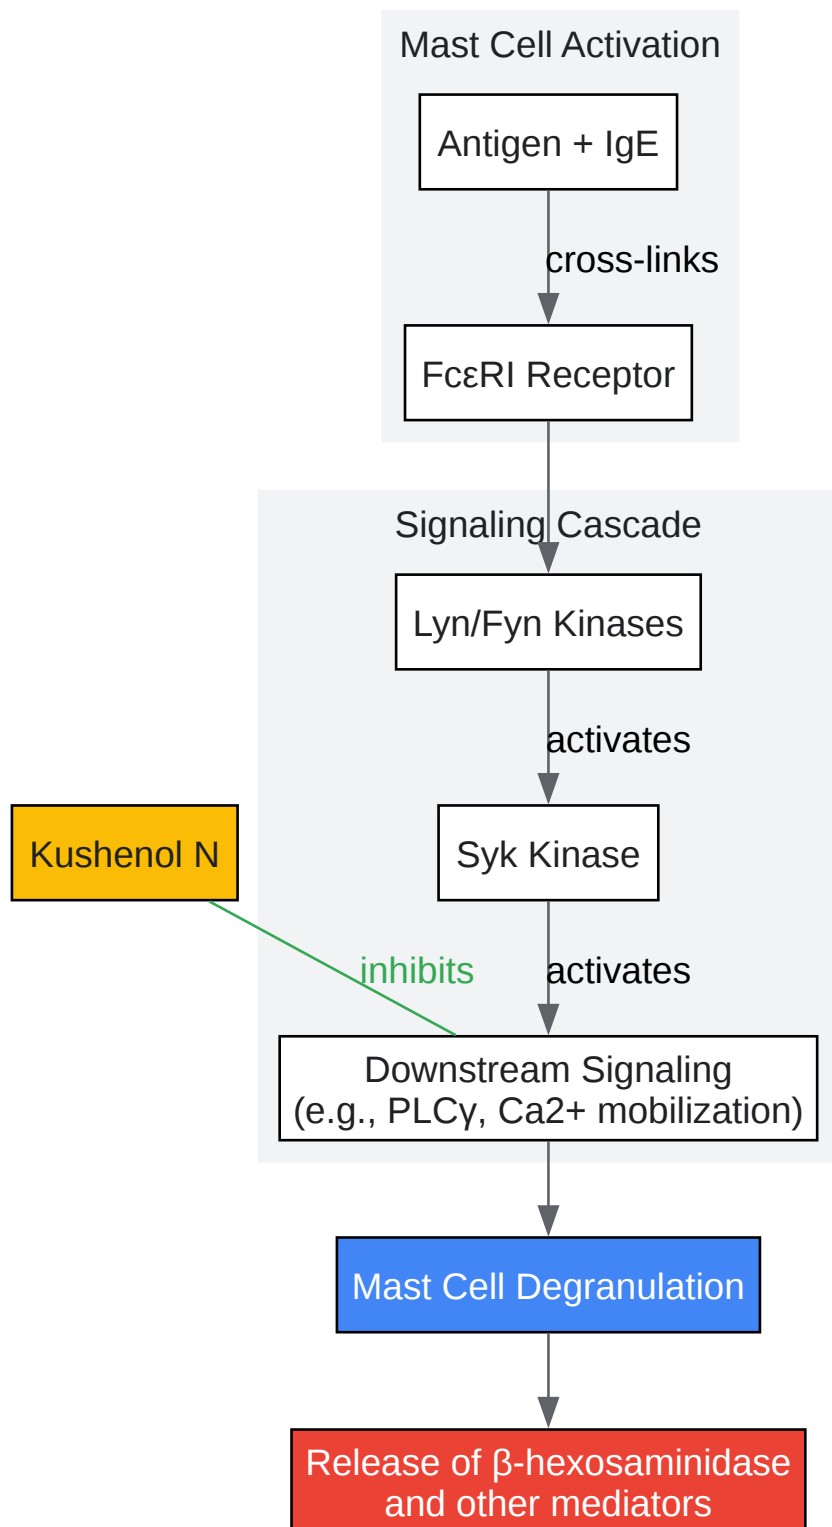 Mast Cell Activation
Antigen + IgE
cross-links
FcεRI Receptor
Signaling Cascade
Lyn/Fyn Kinases
activates
Kushenol N
Syk Kinase
inhibits
activates
Downstream Signaling
(e.g., PLCγ, Ca2+ mobilization)
Mast Cell Degranulation
Release of β-hexosaminidase
and other mediators